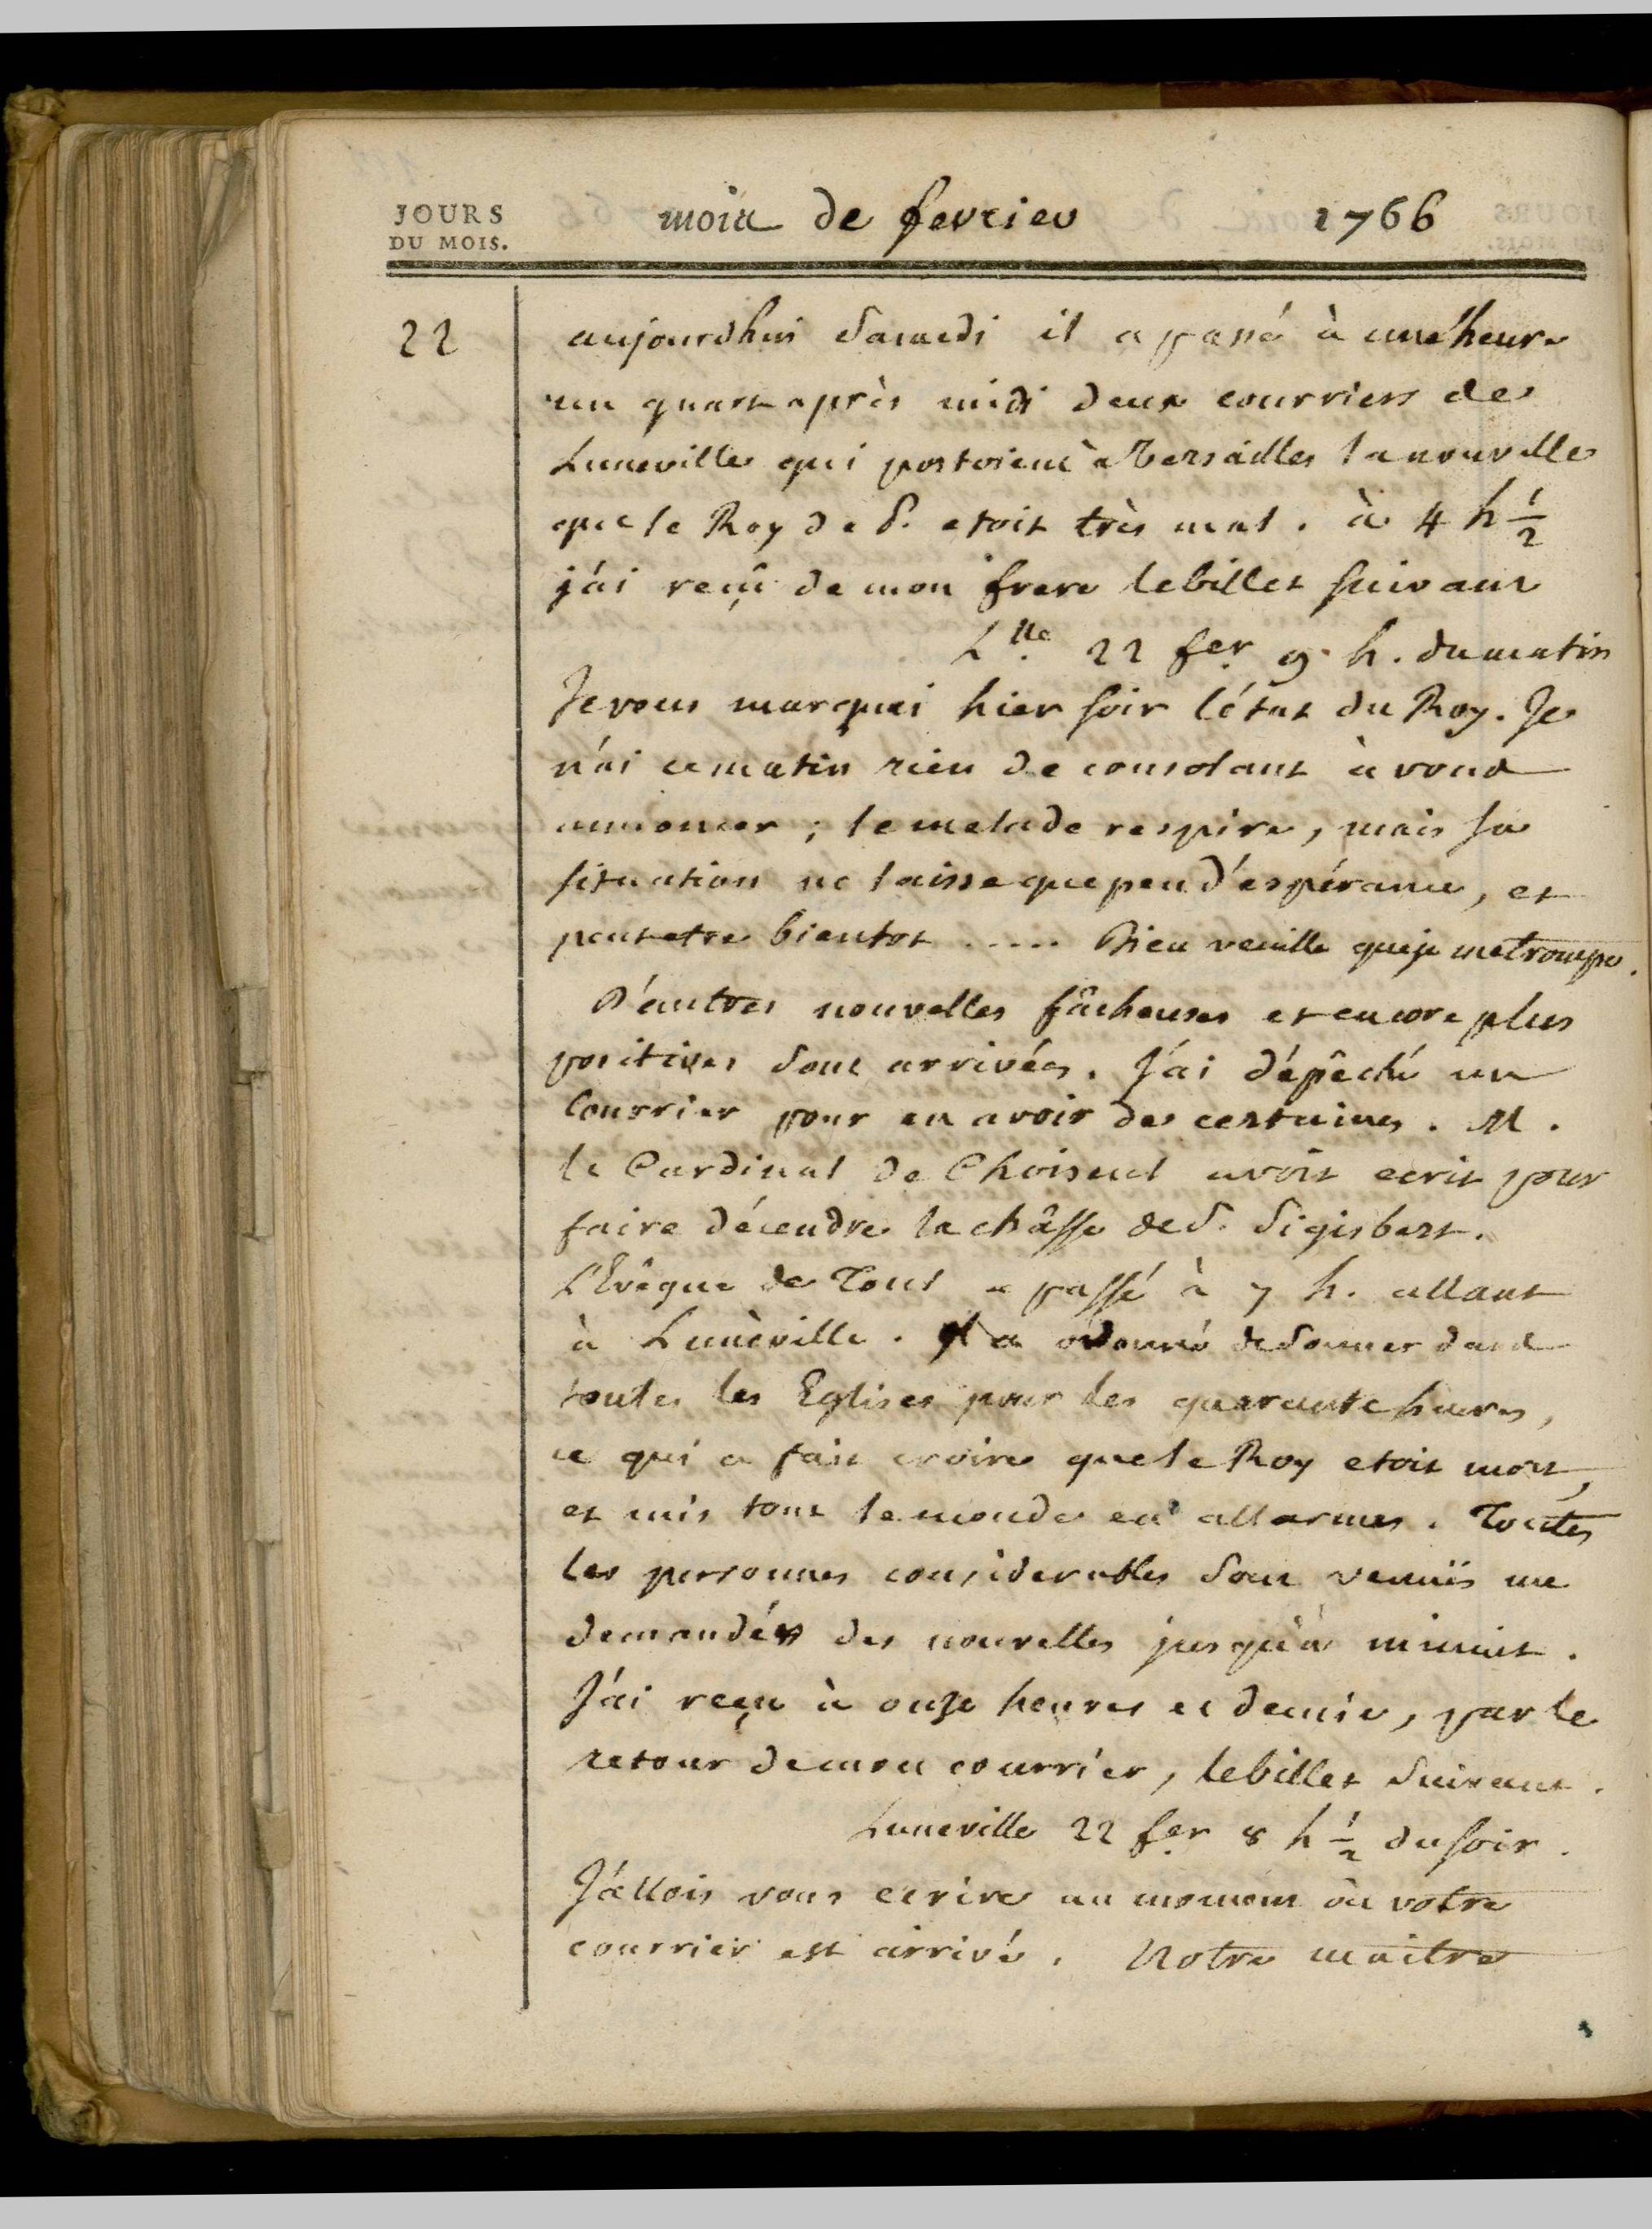 JOURS
DU MOIS.
mois de fevrier 1766
22
aujourdhui Samedi il a passé à une heure
un quart après midi deux courriers de
Luneville qui portoient à Versailles la nouvelle
que le Roy de P. etoit très mal. à 4 h 1/2
j'ai reçû de mon frere le billet suivant
L.lle 22 fer 9 h. du matin
Je vous marquai hier soir l'état du Roy. Je
n'ai ce matin rien de consolant à vous
annoncer; le malade respire, mais sa
situation ne laisse que peu d'espérance, et
peut etre bientot ..... Dieu veuille que je me trompe.
D'autres nouvelles fâcheuses et encore plus
positives sont arrivées. J'ai dépêché un
Courrier pour en avoir des certaines. M.
le Cardinal de Choiseul avoit ecrit pour
faire décendre la châsse de S. Sigisbert.
L'Evêque de Toul a passé à 7 h. allant
à Lunéville. Il a ordonné de sonner dans
toutes les Eglises pour les quarante heures,
ce qui a fait croire que le Roy etoit mort,
et mis tout le monde en allarmes. Toutes
les personnes considerables sont venuës me
demander des nouvelles jusqu'à minuit.
J'ai reçu à onze heures et demie, par le
retour de mon courrier, le billet suivant.
Luneville 22 fer 8 h 1/2 du soir.
J'allois vous ecrire au moment où votre
courrier est arrivé. Notre maitre